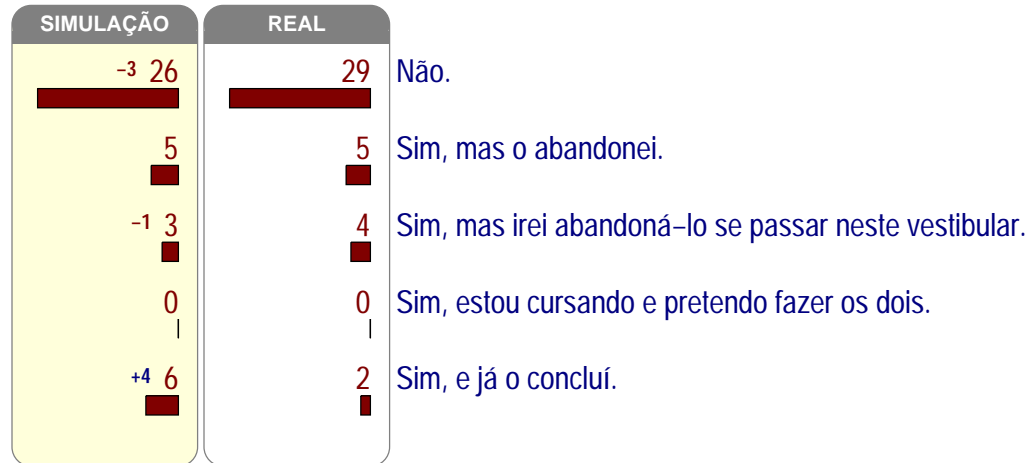 SIMULAÇÃO REAL
−3 26 29 Não.
5 5 Sim, mas o abandonei.
−1 3 4 Sim, mas irei abandoná−lo se passar neste vestibular.
0 0 Sim, estou cursando e pretendo fazer os dois.
+4 6 2 Sim, e já o concluí.